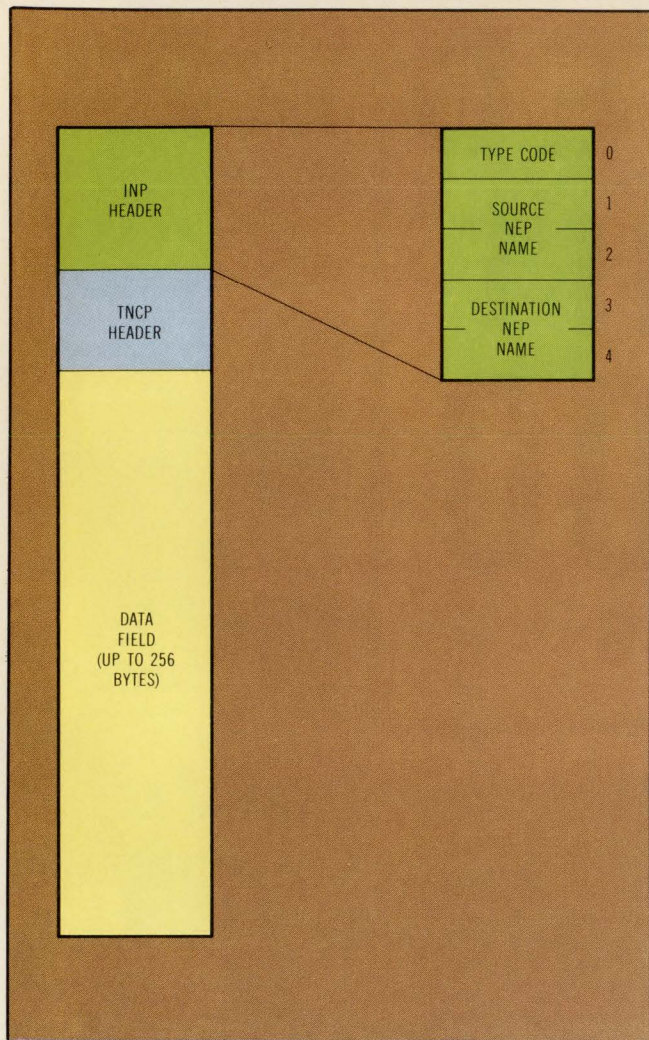 INP
HEADER
TNCP
HEADER
DATA
FIELD
(UP TO 256
BYTES)
TYPE CODE
0
SOURCE
NEP
NAME
1
2
DESTINATION
NEP
NAME
3
4